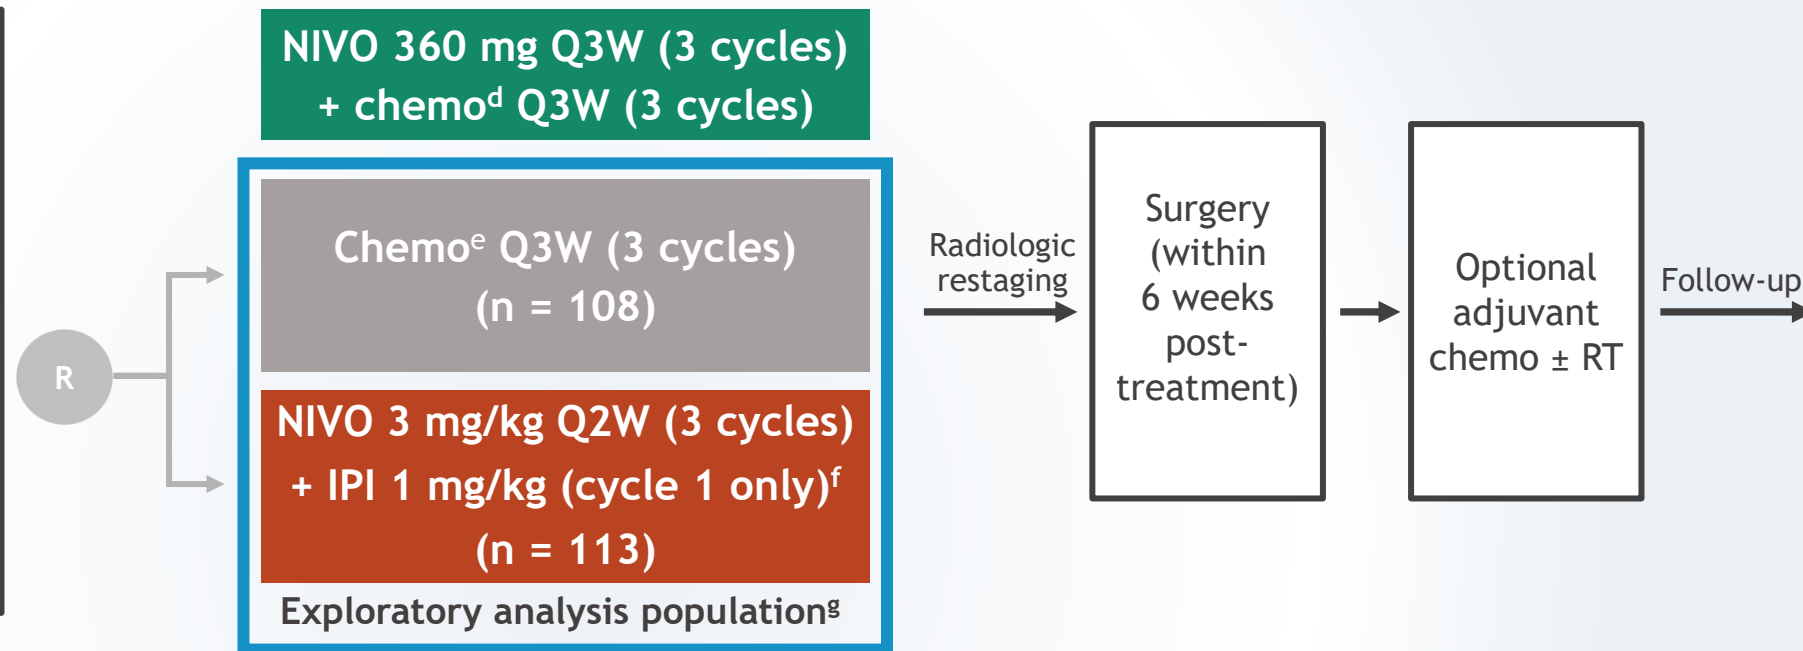 NIVO 360 mg Q3W (3 cycles)
+ chemoᵈ Q3W (3 cycles)
Chemoᵉ Q3W (3 cycles)
(n = 108)
R
NIVO 3 mg/kg Q2W (3 cycles)
+ IPI 1 mg/kg (cycle 1 only)ᶠ
(n = 113)
Exploratory analysis populationᵍ
Radiologic
restaging
Surgery
(within
6 weeks
post-
treatment)
Optional
adjuvant
chemo ± RT
Follow-up